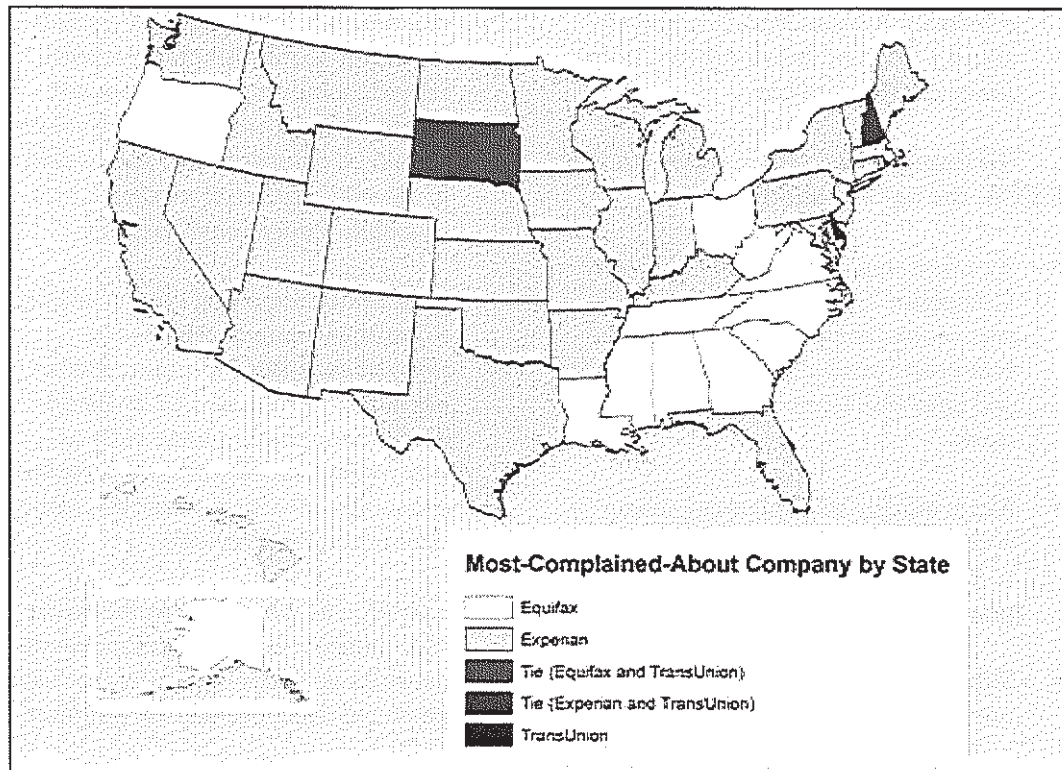 Most-Complained-About Company by State
Equifax
Experian
Tie (Equifax and TransUnion)
Tie (Experian and TransUnion)
TransUnion